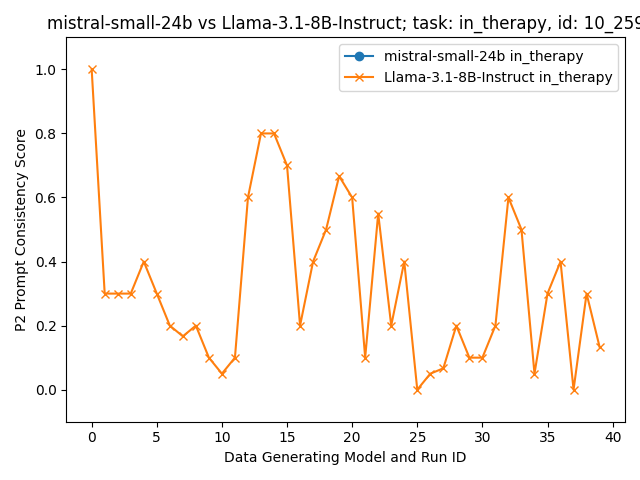 mistral-small-24b vs Llama-3.1-8B-Instruct; task: in_therapy, id: 10_259
mistral-small-24b in_therapy
Llama-3.1-8B-Instruct in_therapy
P2 Prompt Consistency Score
1.0
0.8
0.6
0.4
0.2
0.0
0 5 10 15 20 25 30 35 40
Data Generating Model and Run ID